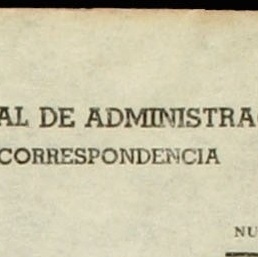 AL DE ADMINISTRA
CORRESPONDENCIA
NU